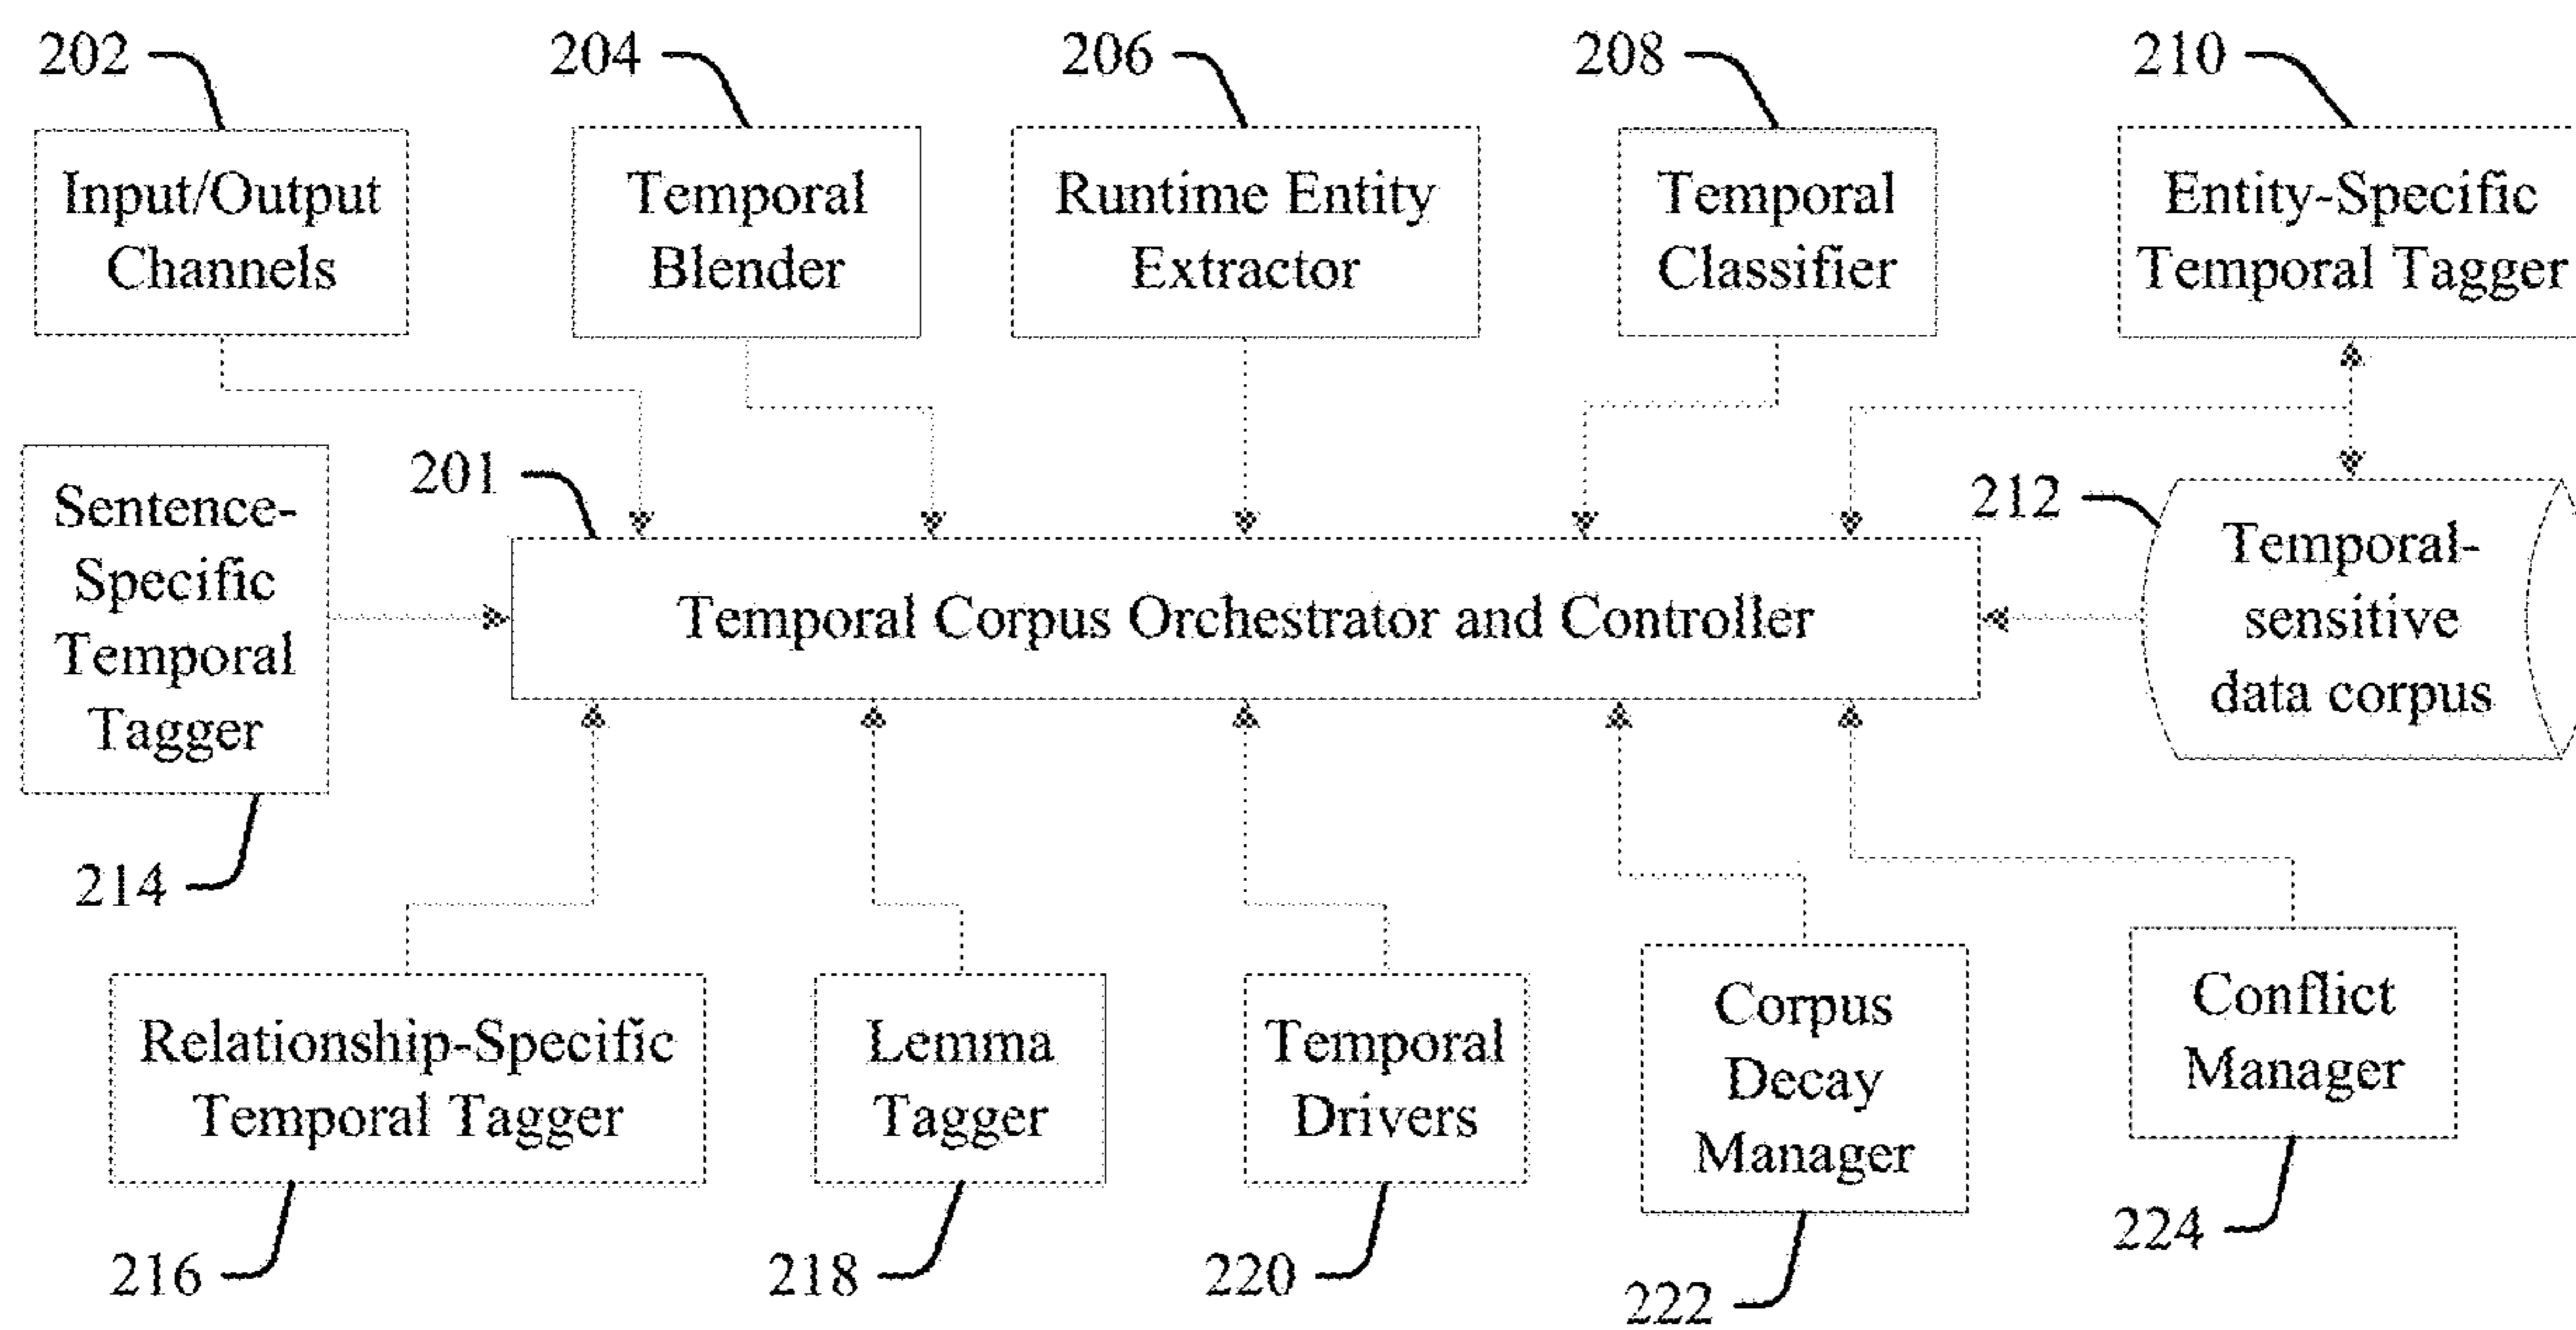 202
204
206
208
210
Input/Output
Channels
Temporal
Blender
Runtime Entity
Extractor
Temporal
Classifier
Entity-Specific
Temporal Tagger
Sentence-
Specific
Temporal
Tagger
214
201
Temporal Corpus Orchestrator and Controller
212
Temporal-
sensitive
data corpus
Relationship-Specific
Temporal Tagger
216
Lemma
Tagger
218
Temporal
Drivers
220
Corpus
Decay
Manager
222
Conflict
Manager
224